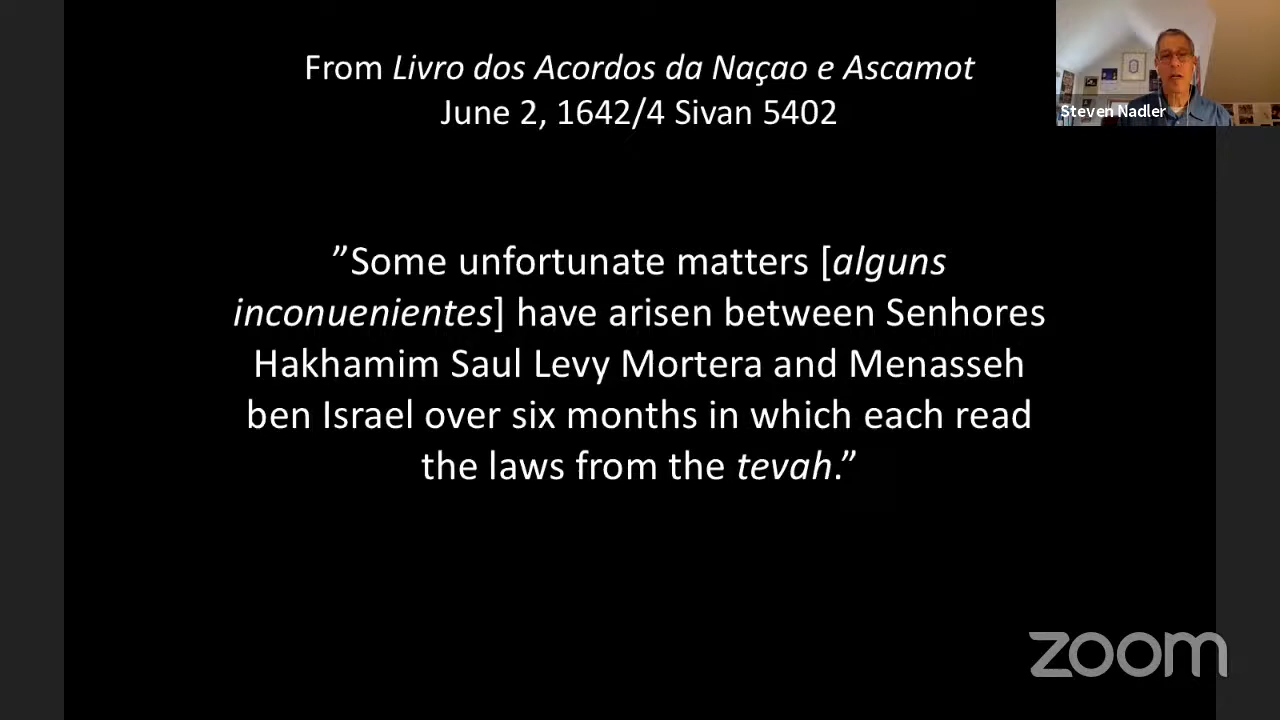 From Livro dos Acordos da Naçao e Ascamot
June 2, 1642/4 Sivan 5402
Steven Nadler
”Some unfortunate matters [alguns
inconuenientes] have arisen between Senhores
Hakhamim Saul Levy Mortera and Menasseh
ben Israel over six months in which each read
the laws from the tevah.”
zoom